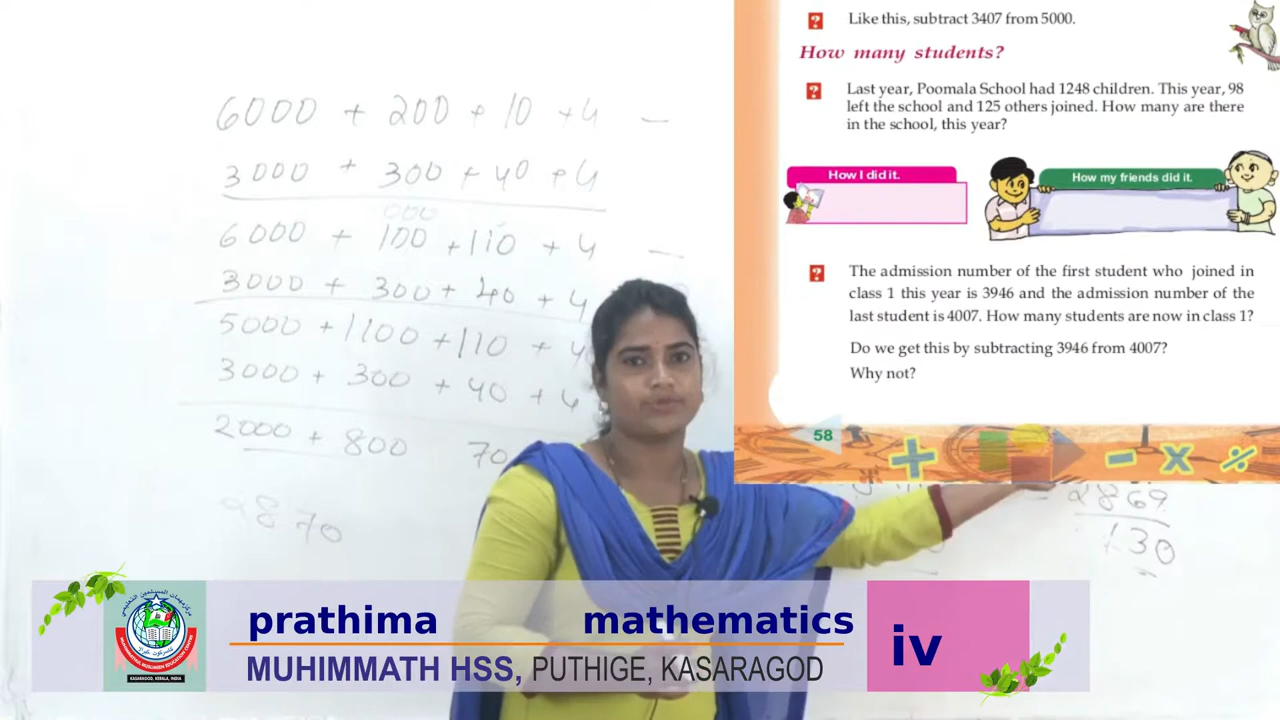 6000 + 200 + 10 + 4 —
3000 + 300 + 40 + 4
000
6000 + 100 + 110 + 4 —
3000 + 300 + 40 + 4
5000 + 1100 + 110 + 4
3000 + 300 + 40 + 4
2000 + 800 70
2870
2869
130
? Like this, subtract 3407 from 5000.
How many students?
? Last year, Poomala School had 1248 children. This year, 98
left the school and 125 others joined. How many are there
in the school, this year?
How I did it.
How my friends did it.
? The admission number of the first student who joined in
class 1 this year is 3946 and the admission number of the
last student is 4007. How many students are now in class 1?
Do we get this by subtracting 3946 from 4007?
Why not?
58
+ - x ÷
prathima mathematics
MUHIMMATH HSS, PUTHIGE, KASARAGOD
iv
KASARAGOD, KERALA, INDIA